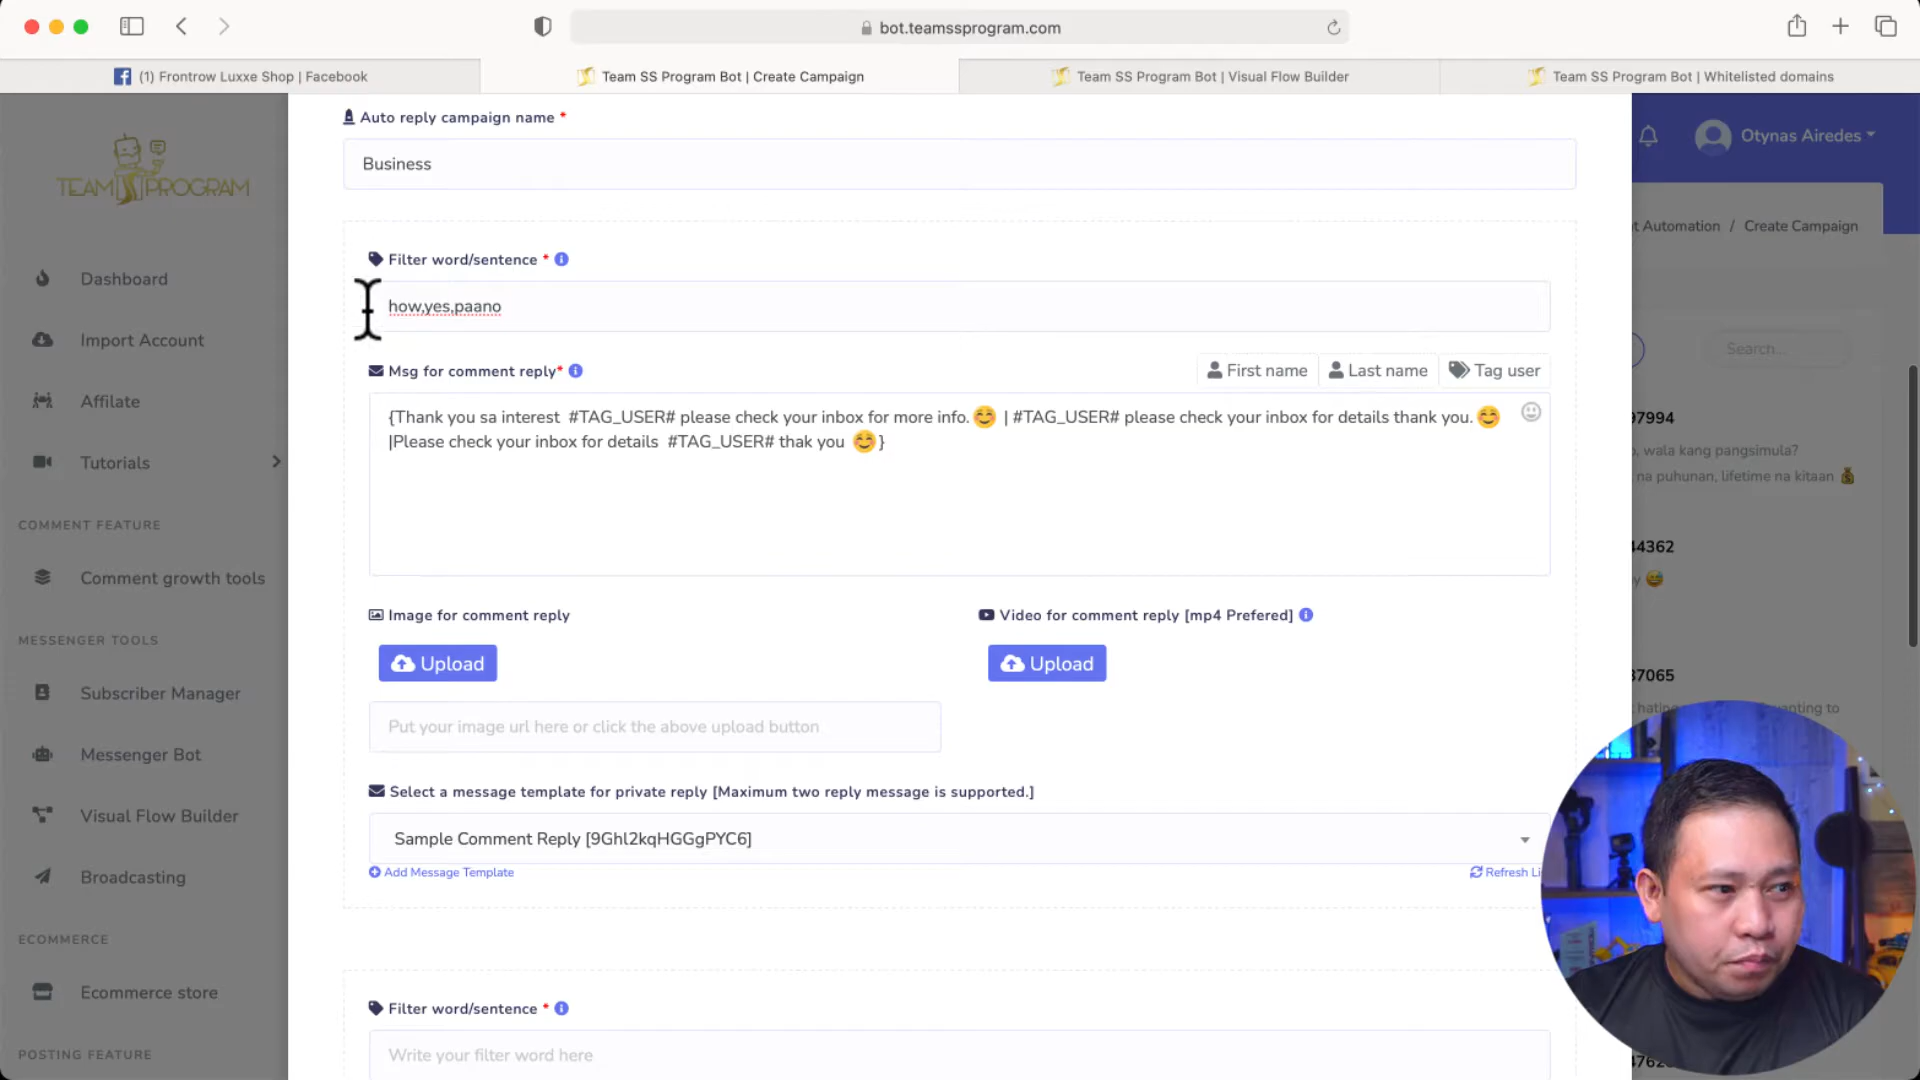 bot.teamssprogram.com
(1) Frontrow Luxxe Shop | Facebook
Team SS Program Bot | Create Campaign
Team SS Program Bot | Visual Flow Builder
Team SS Program Bot | Whitelisted domains
TEAM PROGRAM
Otynas Airedes
t Automation / Create Campaign
Search...
Dashboard
Import Account
Affilate
Tutorials
COMMENT FEATURE
Comment growth tools
MESSENGER TOOLS
Subscriber Manager
Messenger Bot
Visual Flow Builder
Broadcasting
ECOMMERCE
Ecommerce store
POSTING FEATURE
Auto reply campaign name *
Business
Filter word/sentence *
how,yes,paano
Msg for comment reply*
First name
Last name
Tag user
{Thank you sa interest #TAG_USER# please check your inbox for more info.😊 | #TAG_USER# please check your inbox for details thank you.😊
|Please check your inbox for details #TAG_USER# thak you 😊}
Image for comment reply
Video for comment reply [mp4 Prefered]
Upload
Upload
Put your image url here or click the above upload button
Select a message template for private reply [Maximum two reply message is supported.]
Sample Comment Reply [9Ghl2kqHGGgPYC6]
Add Message Template
Refresh Li
Filter word/sentence *
Write your filter word here
97994
, wala kang pangsimula?
na puhunan, lifetime na kitaan 💰
44362
y 😅
37065